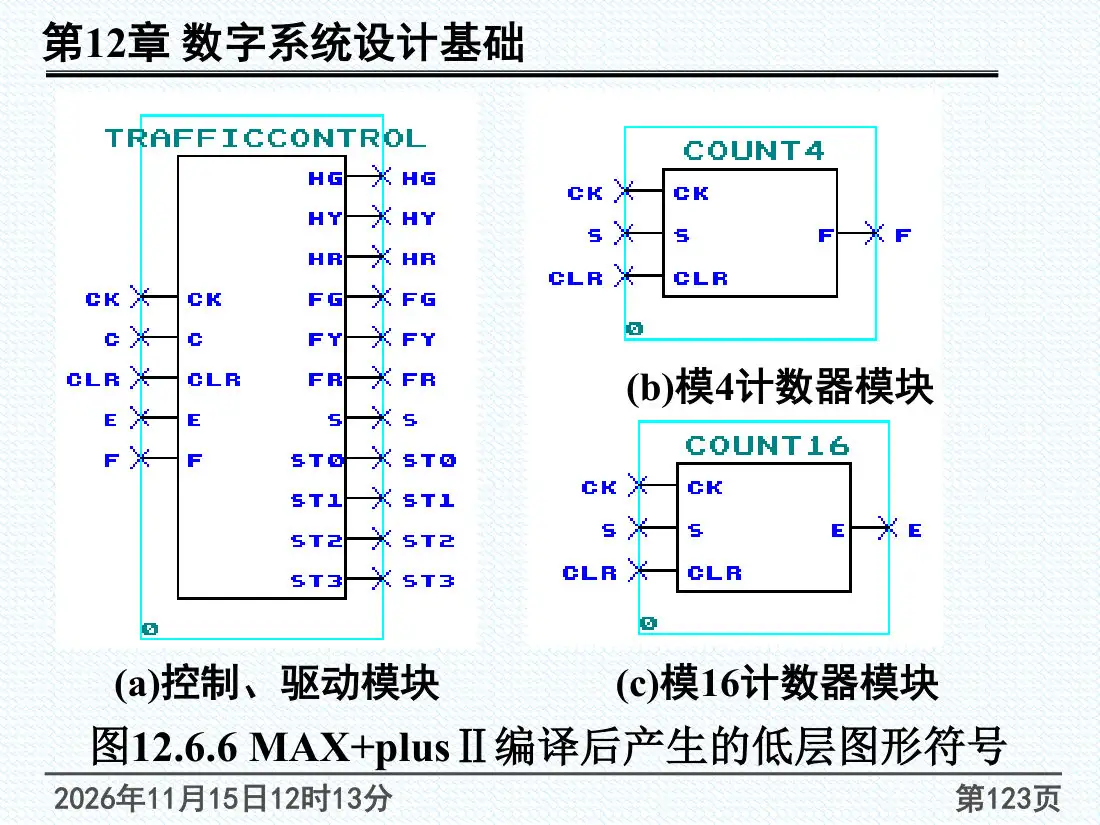 第12章 数字系统设计基础
TRAFFICCONTROL
HG HG
HY HY
HR HR
CK CK FG FG
C C FY FY
CLR CLR FR FR
E E S S
F F ST0 ST0
ST1 ST1
ST2 ST2
ST3 ST3
0
(a)控制、驱动模块
COUNT4
CK CK
S S F F
CLR CLR
0
(b)模4计数器模块
COUNT16
CK CK
S S E E
CLR CLR
0
(c)模16计数器模块
图12.6.6 MAX+plusⅡ编译后产生的低层图形符号
2026年11月15日12时13分
第123页